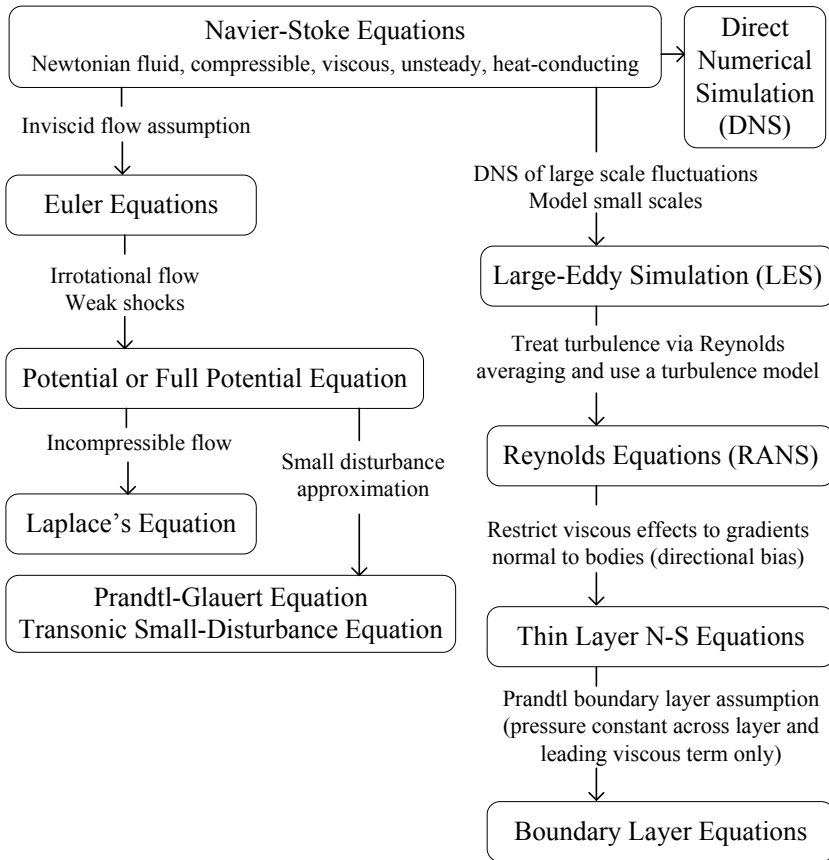 Navier-Stoke Equations
Newtonian fluid, compressible, viscous, unsteady, heat-conducting
Direct
Numerical
Simulation
(DNS)
Inviscid flow assumption
Euler Equations
Irrotational flow
Weak shocks
Potential or Full Potential Equation
Incompressible flow
Laplace's Equation
Small disturbance
approximation
Prandtl-Glauert Equation
Transonic Small-Disturbance Equation
DNS of large scale fluctuations
Model small scales
Large-Eddy Simulation (LES)
Treat turbulence via Reynolds
averaging and use a turbulence model
Reynolds Equations (RANS)
Restrict viscous effects to gradients
normal to bodies (directional bias)
Thin Layer N-S Equations
Prandtl boundary layer assumption
(pressure constant across layer and
leading viscous term only)
Boundary Layer Equations